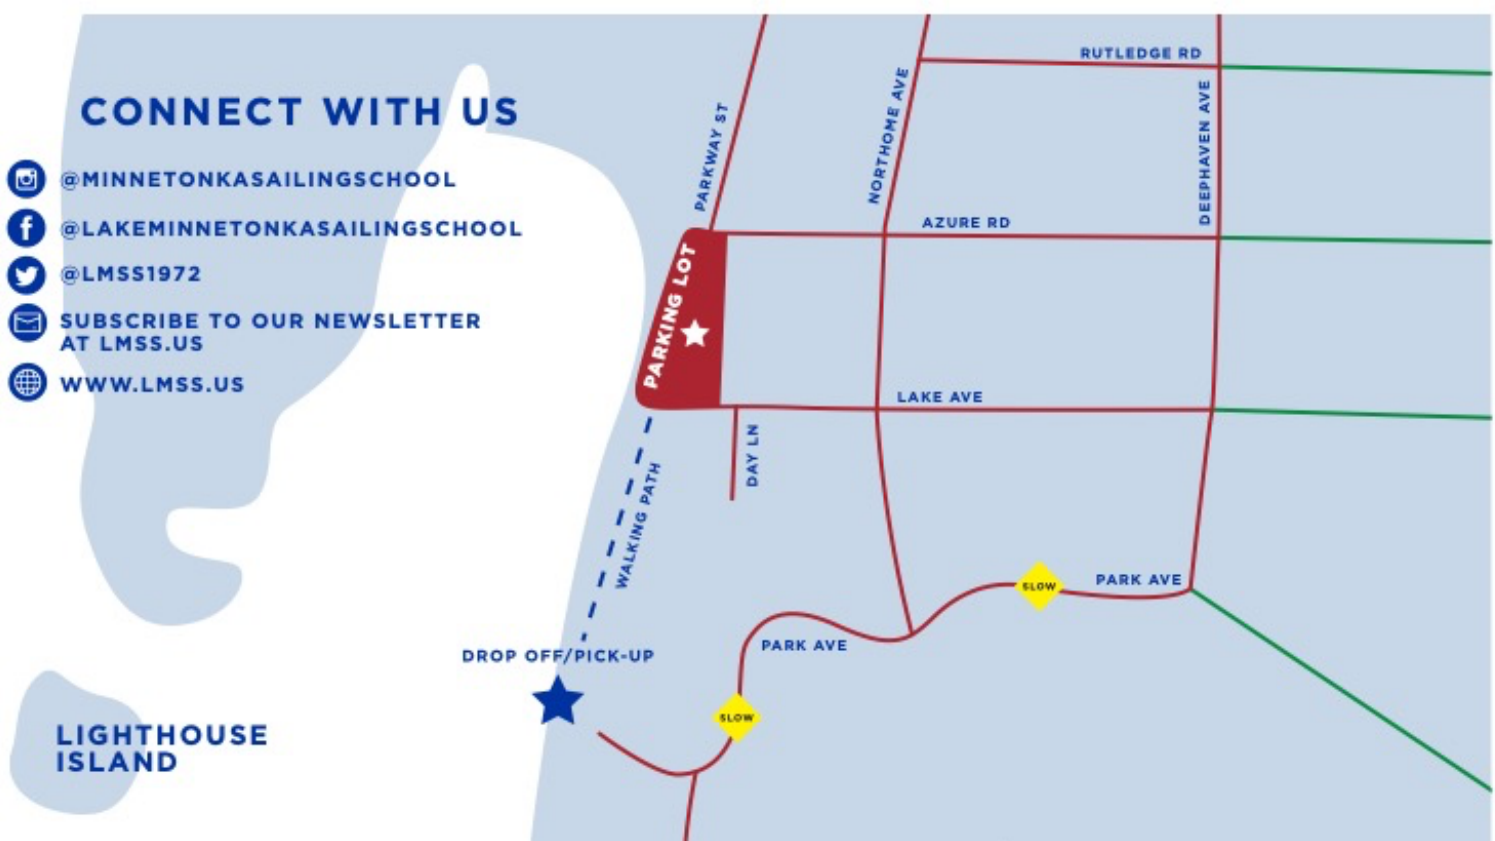 CONNECT WITH US
@MINNETONKASAILINGSCHOOL
@LAKEMINNETONKASAILINGSCHOOL
@LMSS1972
SUBSCRIBE TO OUR NEWSLETTER
AT LMSS.US
WWW.LMSS.US
RUTLEDGE RD
PARKWAY ST
NORTHOME AVE
DEEPHAVEN AVE
AZURE RD
PARKING LOT
LAKE AVE
DAY LN
WALKING PATH
SLOW
PARK AVE
PARK AVE
DROP OFF/PICK-UP
SLOW
LIGHTHOUSE
ISLAND